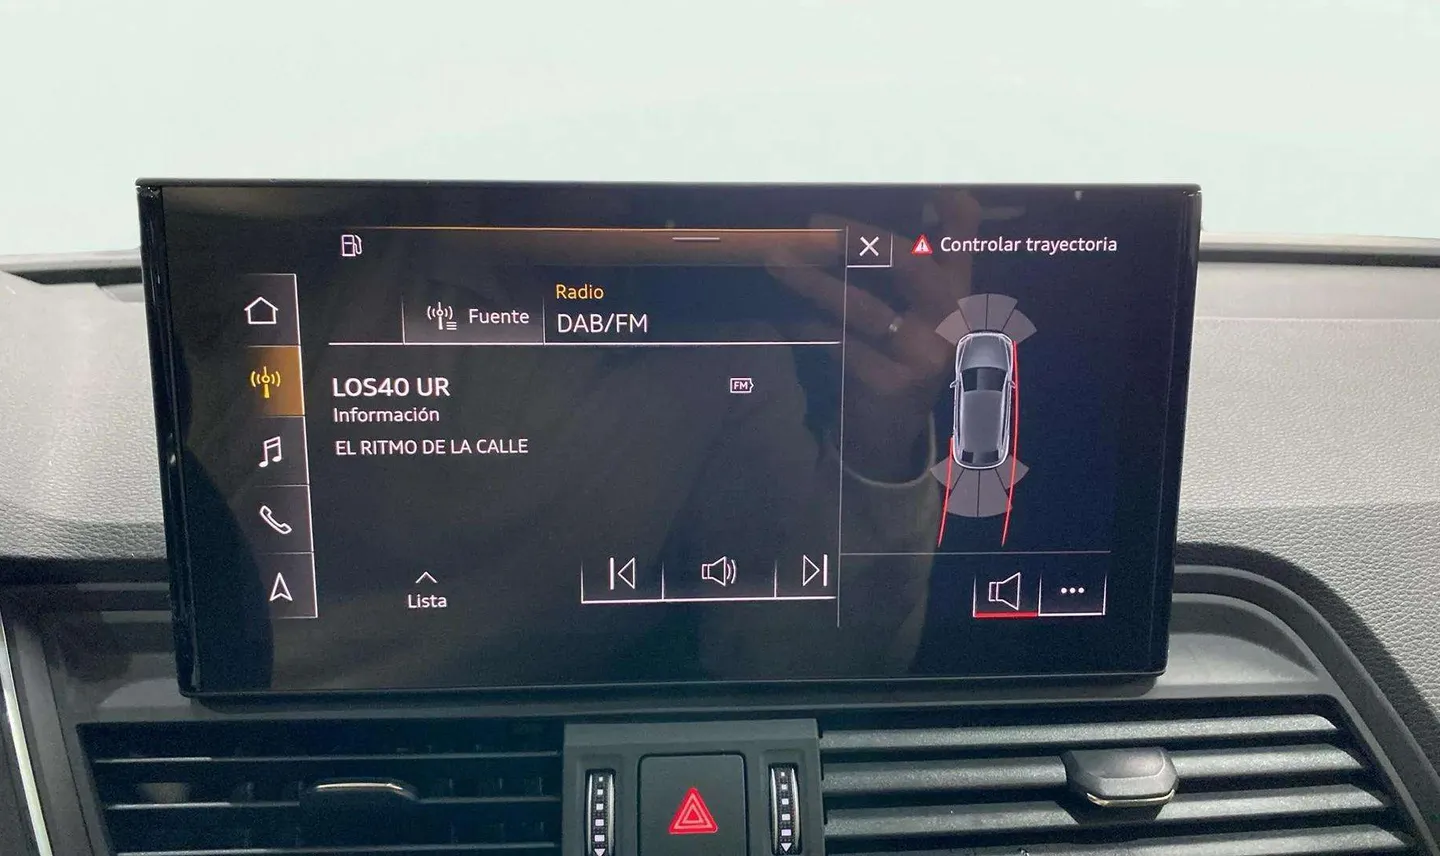 Controlar trayectoria
Radio
Fuente
DAB/FM
LOS40 UR
FM
Información
EL RITMO DE LA CALLE
Lista